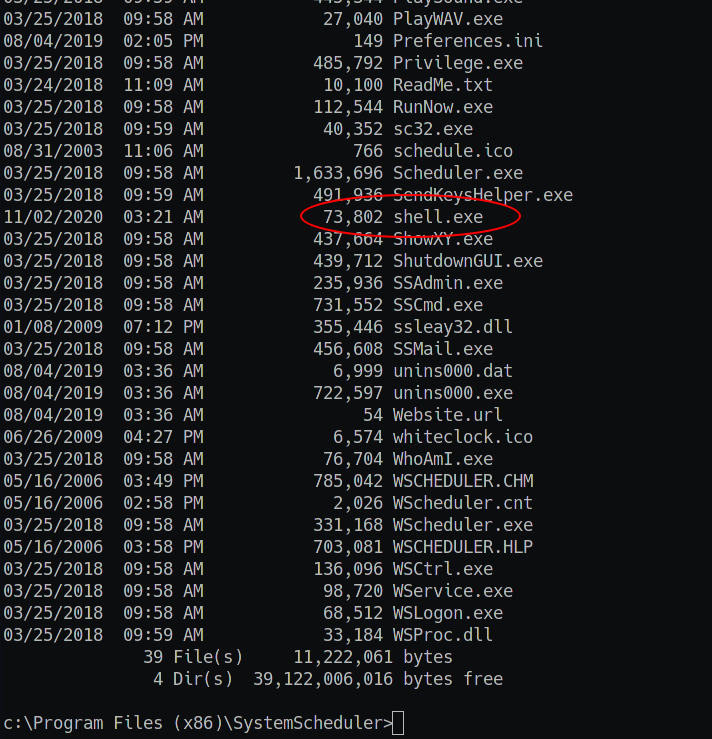 03/25/2018  09:58 AM            27,040 PlayWAV.exe
08/04/2019  02:05 PM               149 Preferences.ini
03/25/2018  09:58 AM           485,792 Privilege.exe
03/24/2018  11:09 AM            10,100 ReadMe.txt
03/25/2018  09:58 AM           112,544 RunNow.exe
03/25/2018  09:59 AM            40,352 sc32.exe
08/31/2003  11:06 AM               766 schedule.ico
03/25/2018  09:58 AM         1,633,696 Scheduler.exe
03/25/2018  09:59 AM           491,936 SendKeysHelper.exe
11/02/2020  03:21 AM            73,802 shell.exe
03/25/2018  09:58 AM           437,664 ShowXY.exe
03/25/2018  09:58 AM           439,712 ShutdownGUI.exe
03/25/2018  09:58 AM           235,936 SSAdmin.exe
03/25/2018  09:58 AM           731,552 SSCmd.exe
01/08/2009  07:12 PM           355,446 ssleay32.dll
03/25/2018  09:58 AM           456,608 SSMail.exe
08/04/2019  03:36 AM             6,999 unins000.dat
08/04/2019  03:36 AM           722,597 unins000.exe
08/04/2019  03:36 AM                54 Website.url
06/26/2009  04:27 PM             6,574 whiteclock.ico
03/25/2018  09:58 AM            76,704 WhoAmI.exe
05/16/2006  03:49 PM           785,042 WSCHEDULER.CHM
05/16/2006  02:58 PM             2,026 WScheduler.cnt
03/25/2018  09:58 AM           331,168 WScheduler.exe
05/16/2006  03:58 PM           703,081 WSCHEDULER.HLP
03/25/2018  09:58 AM           136,096 WSCtrl.exe
03/25/2018  09:58 AM            98,720 WService.exe
03/25/2018  09:58 AM            68,512 WSLogon.exe
03/25/2018  09:59 AM            33,184 WSProc.dll
              39 File(s)     11,222,061 bytes
               4 Dir(s)  39,122,006,016 bytes free
c:\Program Files (x86)\SystemScheduler>